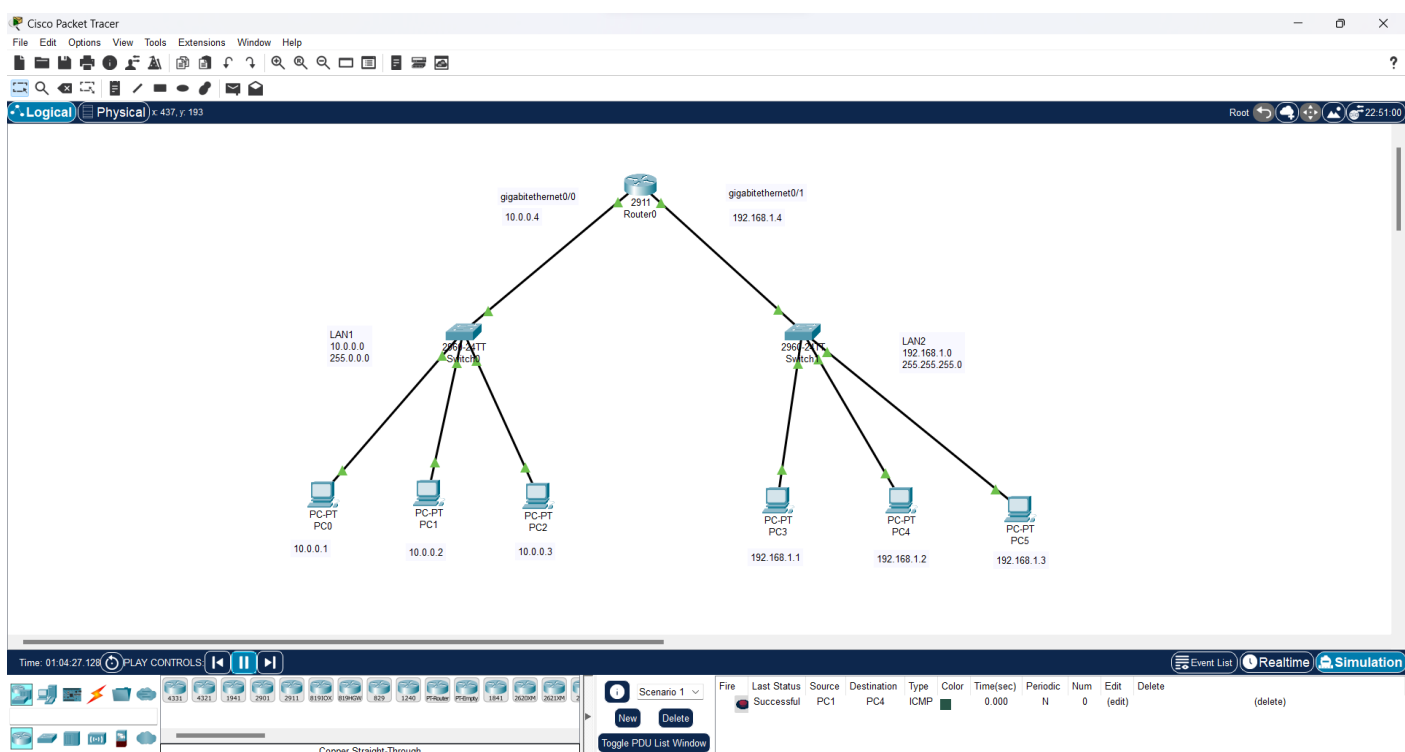 Cisco Packet Tracer
File Edit Options View Tools Extensions Window Help
?
Logical Physical x: 437, y: 193
Root 22:51:00
gigabitethernet0/0
10.0.0.4
2911
Router0
gigabitethernet0/1
192.168.1.4
LAN1
10.0.0.0
255.0.0.0
2960-24TT
Switch0
2960-24TT
Switch1
LAN2
192.168.1.0
255.255.255.0
PC-PT
PC0
10.0.0.1
PC-PT
PC1
10.0.0.2
PC-PT
PC2
10.0.0.3
PC-PT
PC3
192.168.1.1
PC-PT
PC4
192.168.1.2
PC-PT
PC5
192.168.1.3
Time: 01:04:27.128 PLAY CONTROLS:
Event List Realtime Simulation
4331 4321 1941 2901 2911 819IOX 819HGW 829 1240 PT-Router PT-Empty 1841 2620XM 2621XM
Copper Straight-Through
Scenario 1
New Delete
Toggle PDU List Window
Fire Last Status Source Destination Type Color Time(sec) Periodic Num Edit Delete
Successful PC1 PC4 ICMP 0.000 N 0 (edit) (delete)